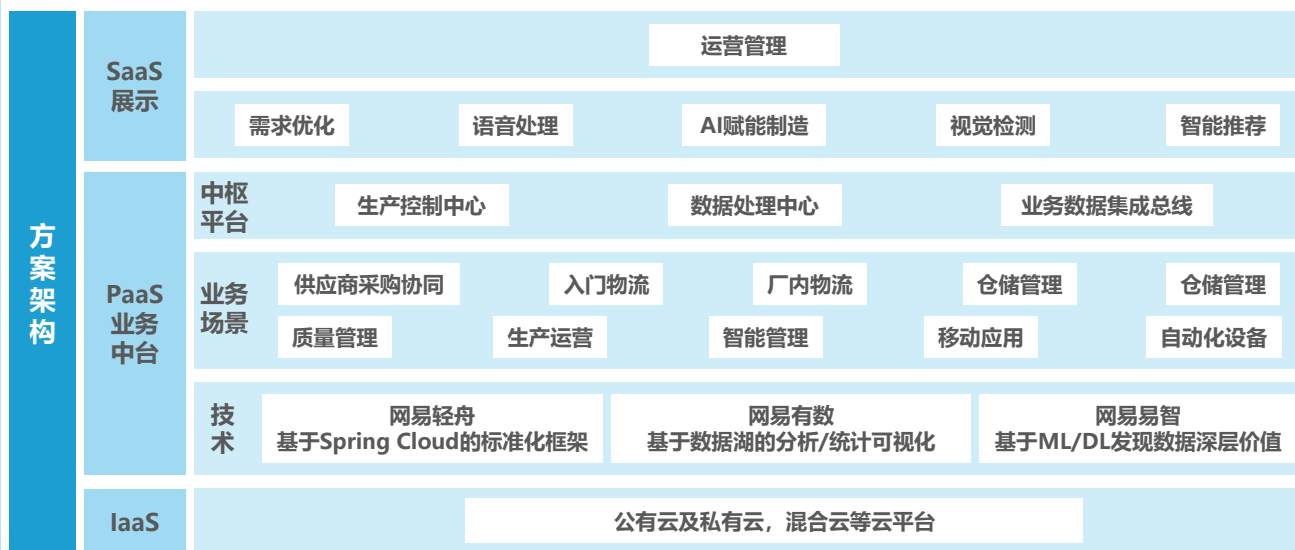 方案架构
SaaS
展示
运营管理
需求优化 语音处理 AI赋能制造 视觉检测 智能推荐
PaaS
业务
中台
中枢
平台
生产控制中心 数据处理中心 业务数据集成总线
业务
场景
供应商采购协同 入门物流 厂内物流 仓储管理 仓储管理
质量管理 生产运营 智能管理 移动应用 自动化设备
技
术
网易轻舟
基于Spring Cloud的标准化框架
网易有数
基于数据湖的分析/统计可视化
网易易智
基于ML/DL发现数据深层价值
IaaS
公有云及私有云，混合云等云平台